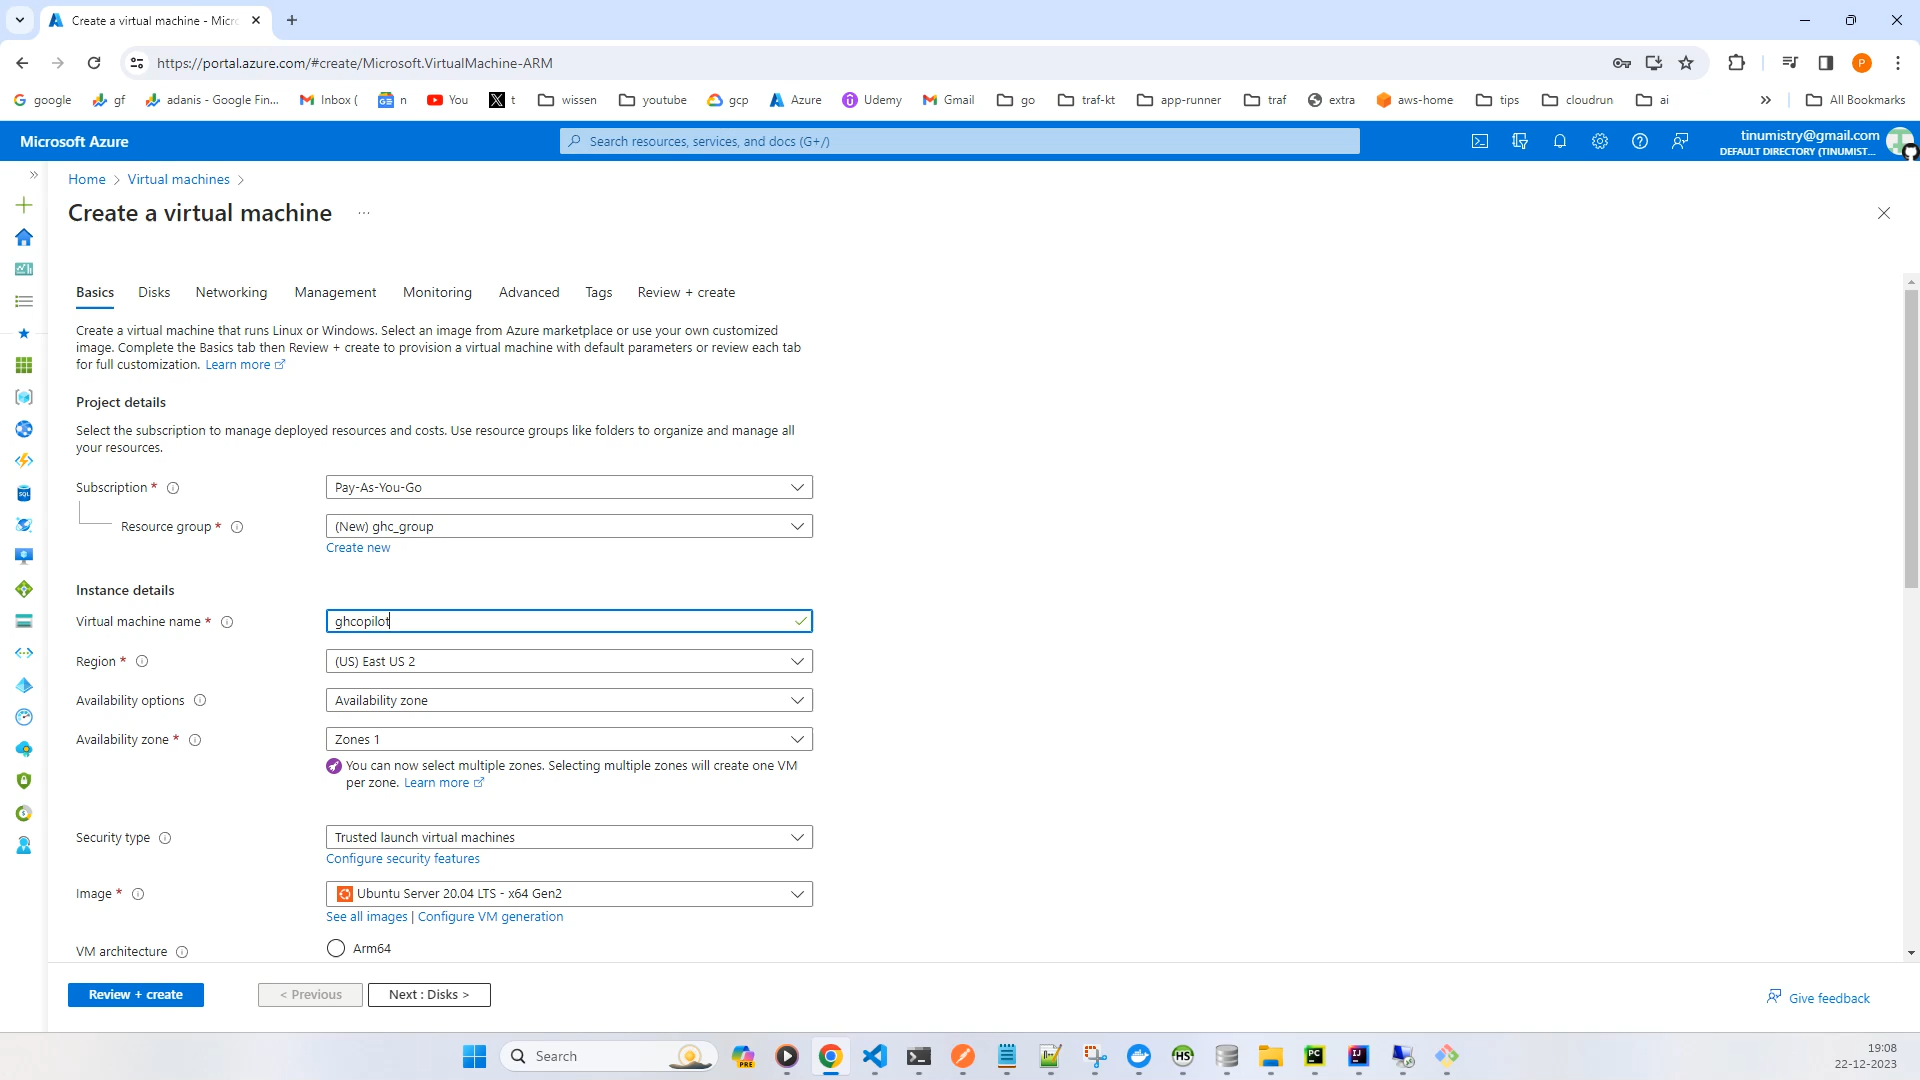 Create a virtual machine - Micr
https://portal.azure.com/#create/Microsoft.VirtualMachine-ARM
P
google
gf
adanis - Google Fin...
Inbox (
n
You
t
wissen
youtube
gcp
Azure
Udemy
Gmail
go
traf-kt
app-runner
traf
extra
aws-home
tips
cloudrun
ai
All Bookmarks
Microsoft Azure
Search resources, services, and docs (G+/)
tinumistry@gmail.com
DEFAULT DIRECTORY (TINUMIST...
Home > Virtual machines >
Create a virtual machine ...
Basics
Disks
Networking
Management
Monitoring
Advanced
Tags
Review + create
Create a virtual machine that runs Linux or Windows. Select an image from Azure marketplace or use your own customized
image. Complete the Basics tab then Review + create to provision a virtual machine with default parameters or review each tab
for full customization. Learn more
Project details
Select the subscription to manage deployed resources and costs. Use resource groups like folders to organize and manage all
your resources.
Subscription *
Pay-As-You-Go
Resource group *
(New) ghc_group
Create new
Instance details
Virtual machine name *
ghcopilot
Region *
(US) East US 2
Availability options
Availability zone
Availability zone *
Zones 1
You can now select multiple zones. Selecting multiple zones will create one VM
per zone. Learn more
Security type
Trusted launch virtual machines
Configure security features
Image *
Ubuntu Server 20.04 LTS - x64 Gen2
See all images | Configure VM generation
VM architecture
Arm64
Review + create
< Previous
Next : Disks >
Give feedback
Search
PRE
HS
PC
IJ
19:08
22-12-2023